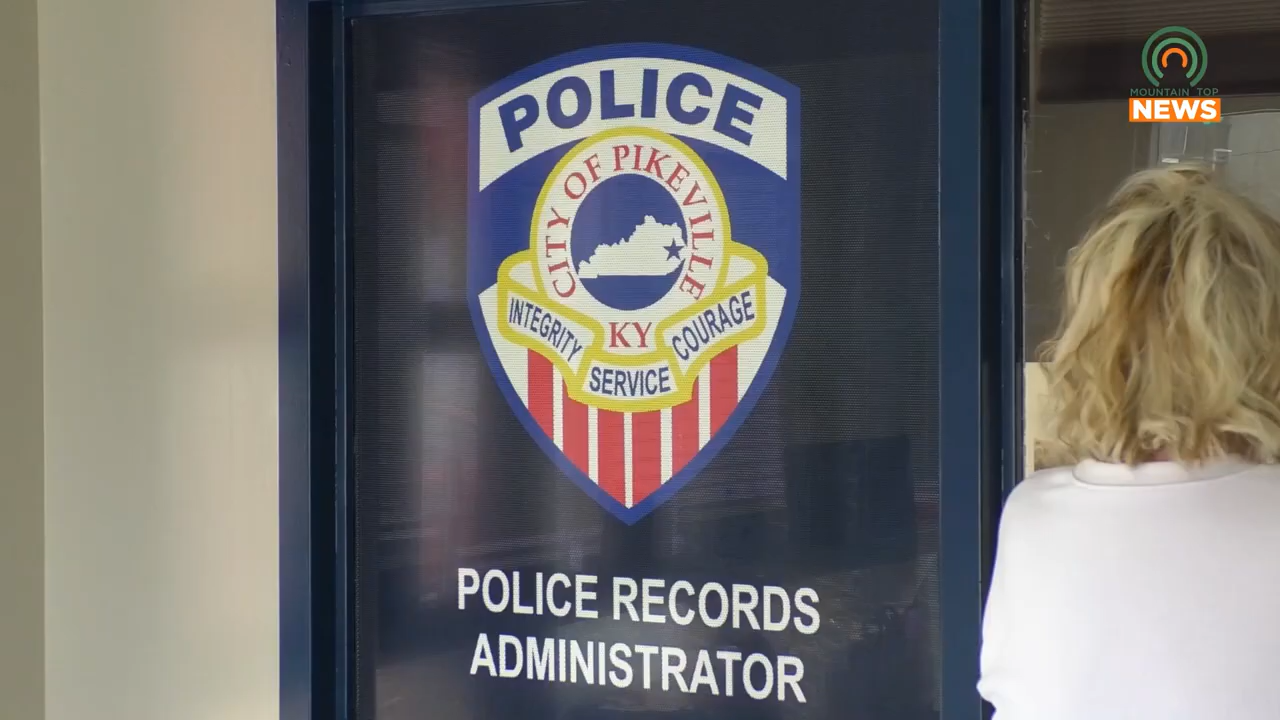 MOUNTAIN TOP
NEWS
POLICE
CITY OF PIKEVILLE
KY
INTEGRITY
SERVICE
COURAGE
POLICE RECORDS
ADMINISTRATOR